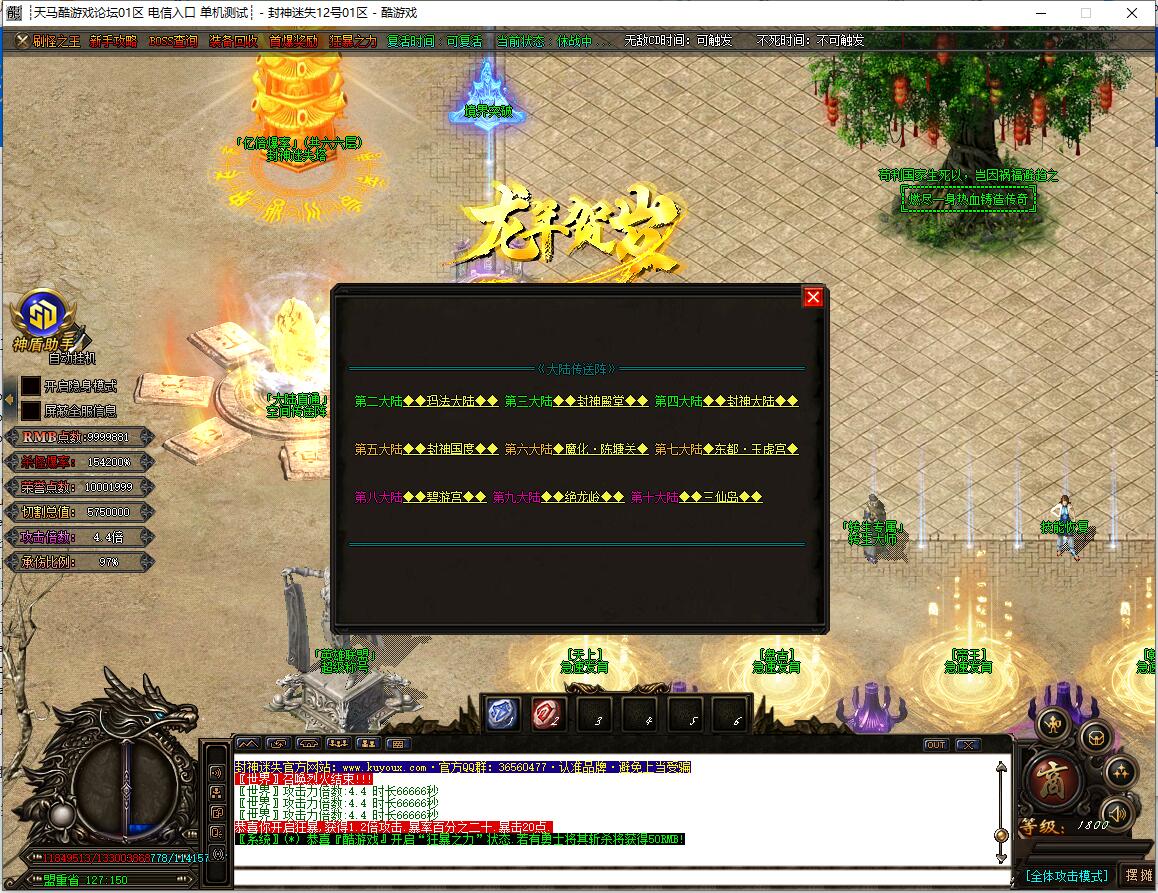 天马酷游戏论坛01区 电信入口 单机测试 - 封神迷失12号01区 - 酷游戏
刷怪之王 新手攻略 BOSS查询 装备回收 首爆奖励 狂暴之力 复活时间: 可复活 当前状态: 休战中... 无敌CD时间: 可触发 不死时间: 不可触发
境界突破
「亿倍爆率」(共六六层)
封神迷失塔
苟利国家生死以，岂因祸福避趋之
燃尽一身热血铸造传奇
龙年贺岁
神盾助手
自动挂机
开启隐身模式
屏蔽全服信息
RMB点数:9999881
杀怪爆率: 154200%
荣誉点数: 10001999
切割总值: 5750000
攻击倍数: 4.4倍
承伤比例: 97%
「大陆直通」
空间传送阵
《大陆传送阵》
第二大陆◆◆玛法大陆◆◆ 第三大陆◆◆封神殿堂◆◆ 第四大陆◆◆封神大陆◆◆
第五大陆◆◆封神国度◆◆ 第六大陆◆魔化·陈塘关◆ 第七大陆◆东都·玉虚宫◆
第八大陆◆◆碧游宫◆◆ 第九大陆◆◆绝龙岭◆◆ 第十大陆◆◆三仙岛◆◆
「转生专属」
转生大师
技能恢复
「英雄联盟」
超级称号
[天上]
急速发育
[盘古]
急速发育
[帝王]
急速发育
1 2 3 4 5 6
OUT
封神迷失官方网站: www.kuyoux.com·官方QQ群: 36560477·认准品牌·避免上当受骗
〖世界〗召唤烈火结束!!!
〖世界〗攻击力倍数:4.4 时长66666秒
〖世界〗攻击力倍数:4.4 时长66666秒
〖世界〗攻击力倍数:4.4 时长66666秒
恭喜你开启狂暴,获得1.2倍攻击,暴率百分之二十,暴击20点.
〖系统〗(*) 恭喜『酷游戏』开启“狂暴之力”状态.若有勇士将其斩杀将获得50RMB!
商
等级: 1800
盟重省 127:150
[全体攻击模式]
摆摊